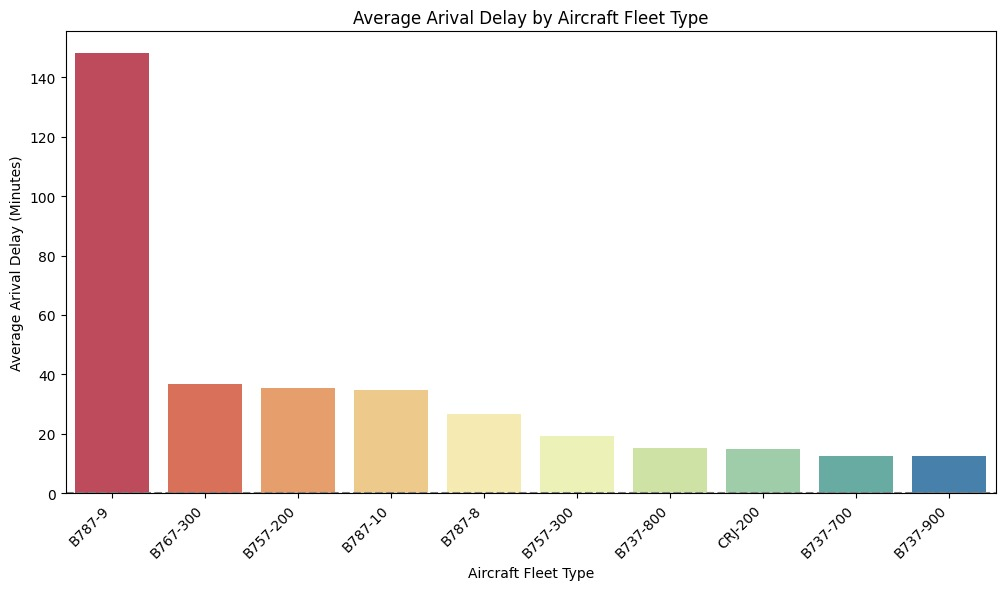 Average Arival Delay by Aircraft Fleet Type
Average Arival Delay (Minutes)
140
120
100
80
60
40
20
0
B787-9
B767-300
B757-200
B787-10
B787-8
B757-300
B737-800
CRJ-200
B737-700
B737-900
Aircraft Fleet Type